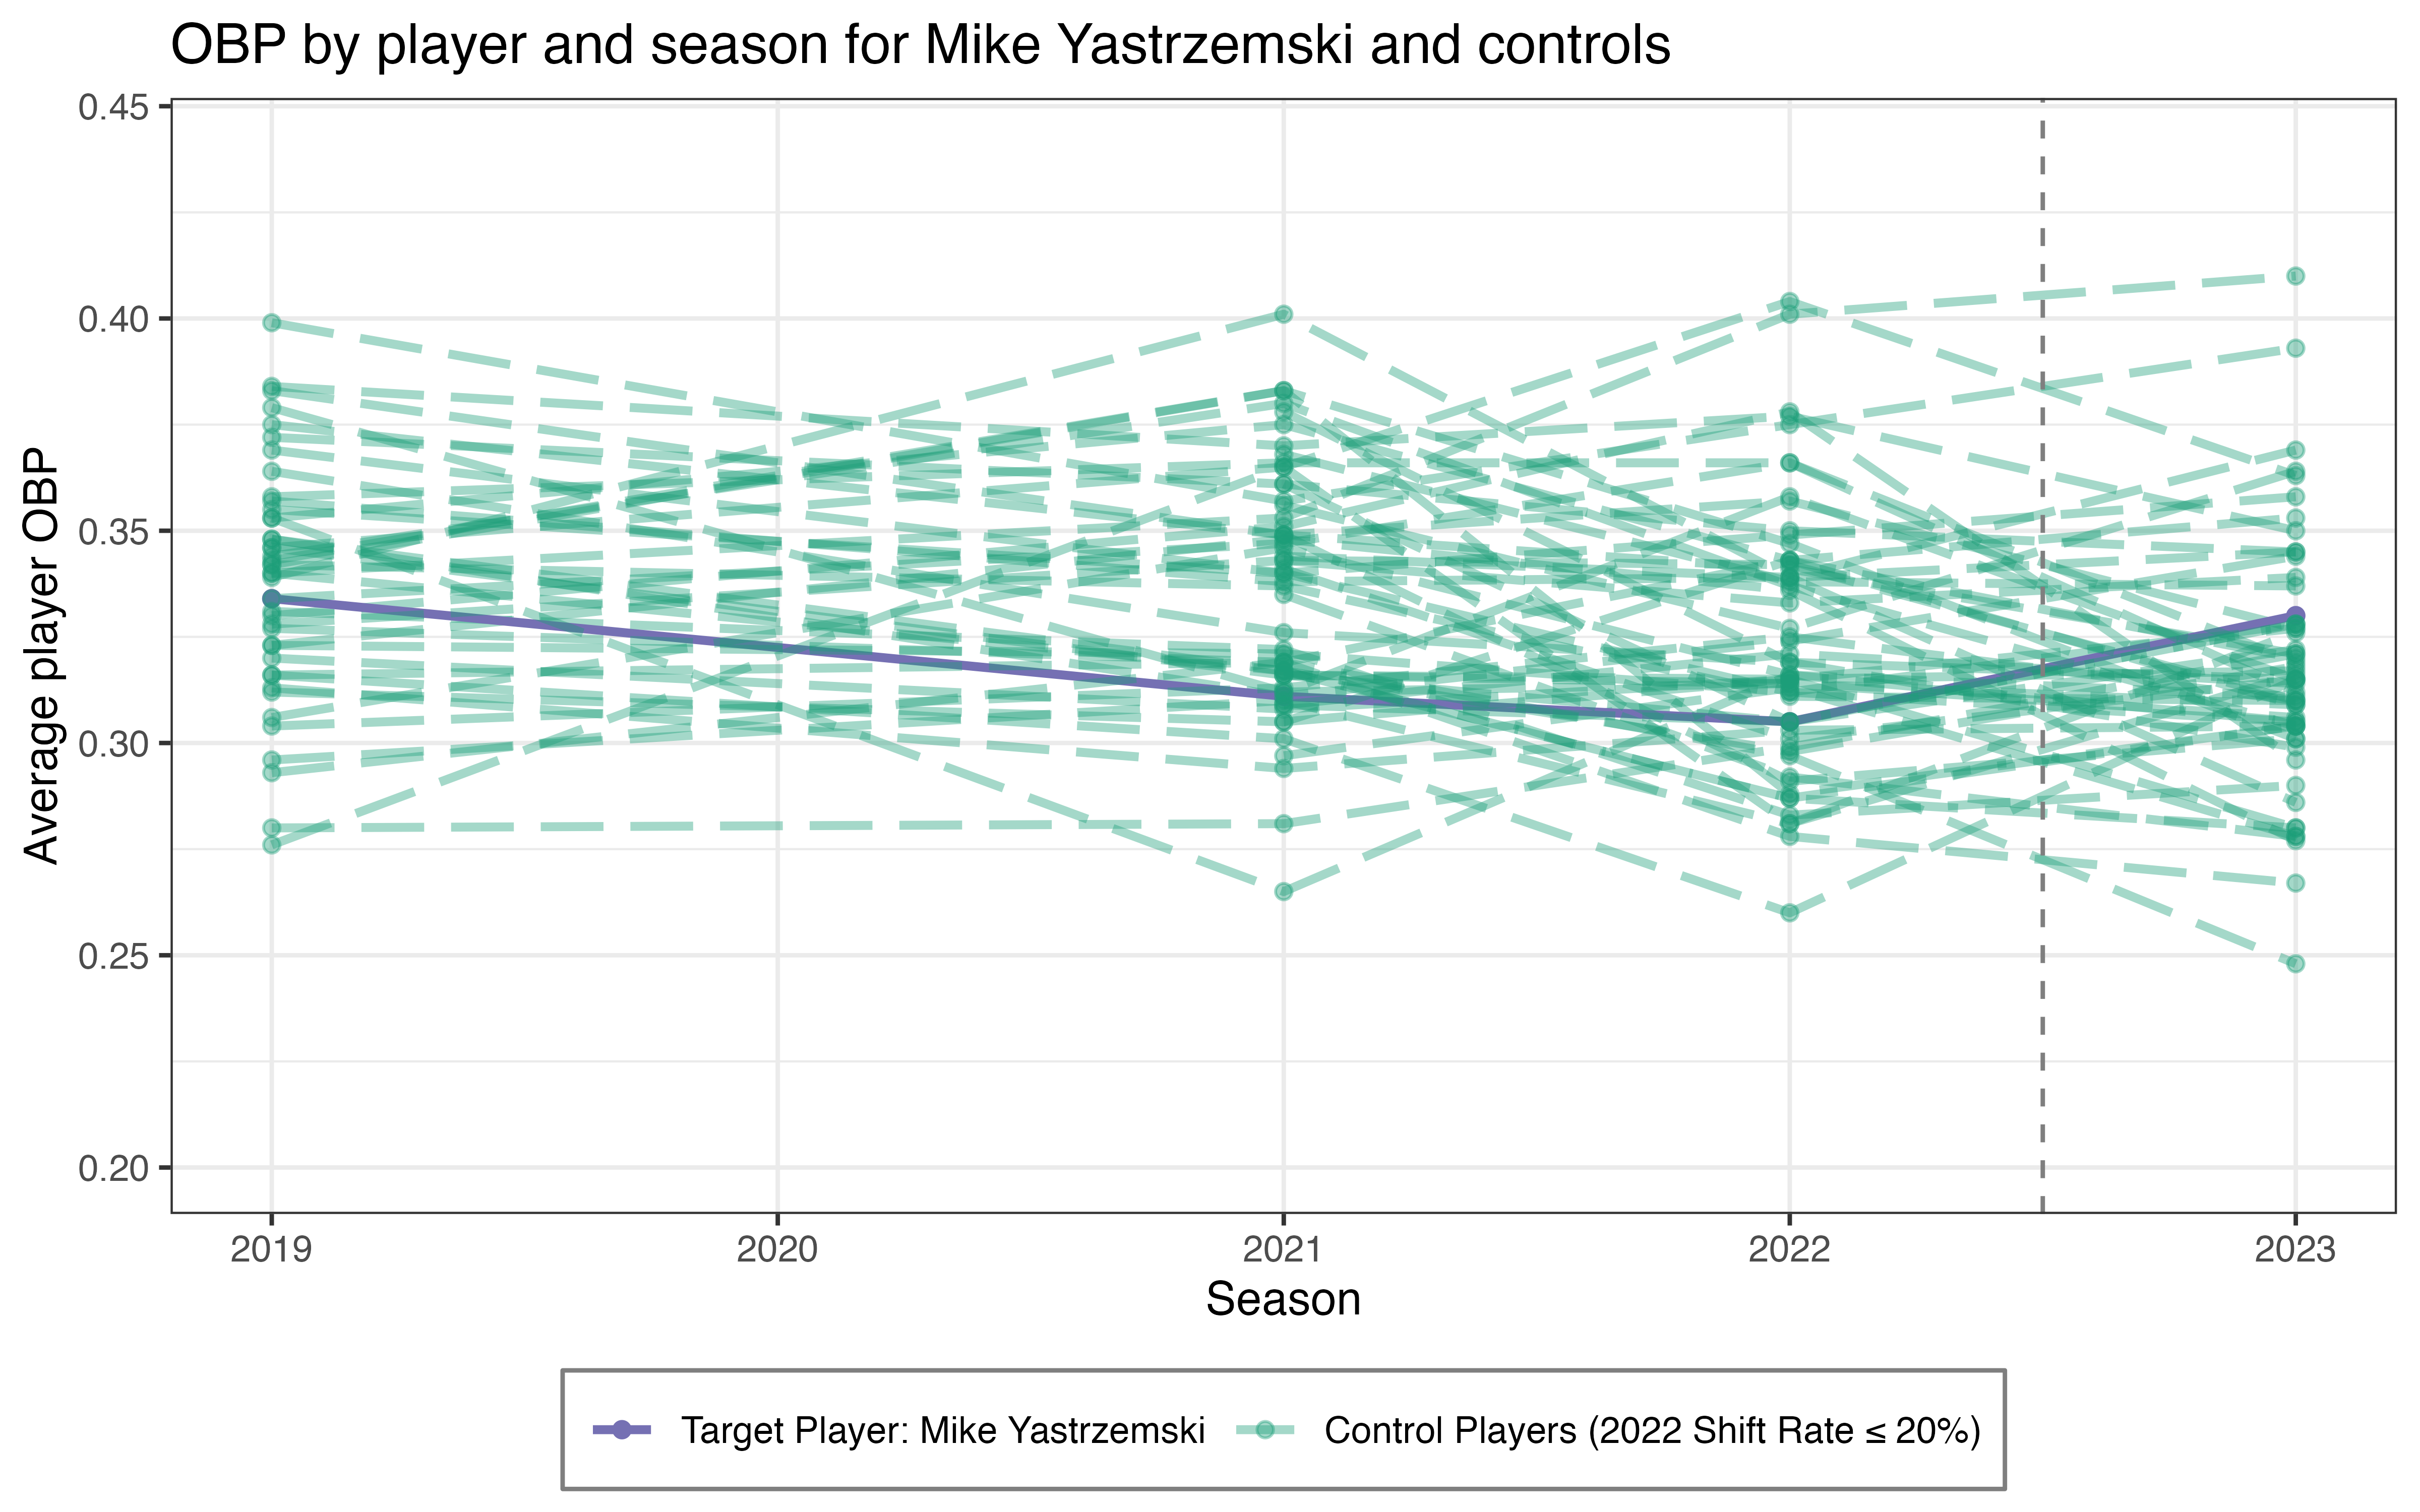 OBP by player and season for Mike Yastrzemski and controls
Average player OBP
0.45
0.40
0.35
0.30
0.25
0.20
2019 2020 2021 2022 2023
Season
Target Player: Mike Yastrzemski Control Players (2022 Shift Rate ≤ 20%)